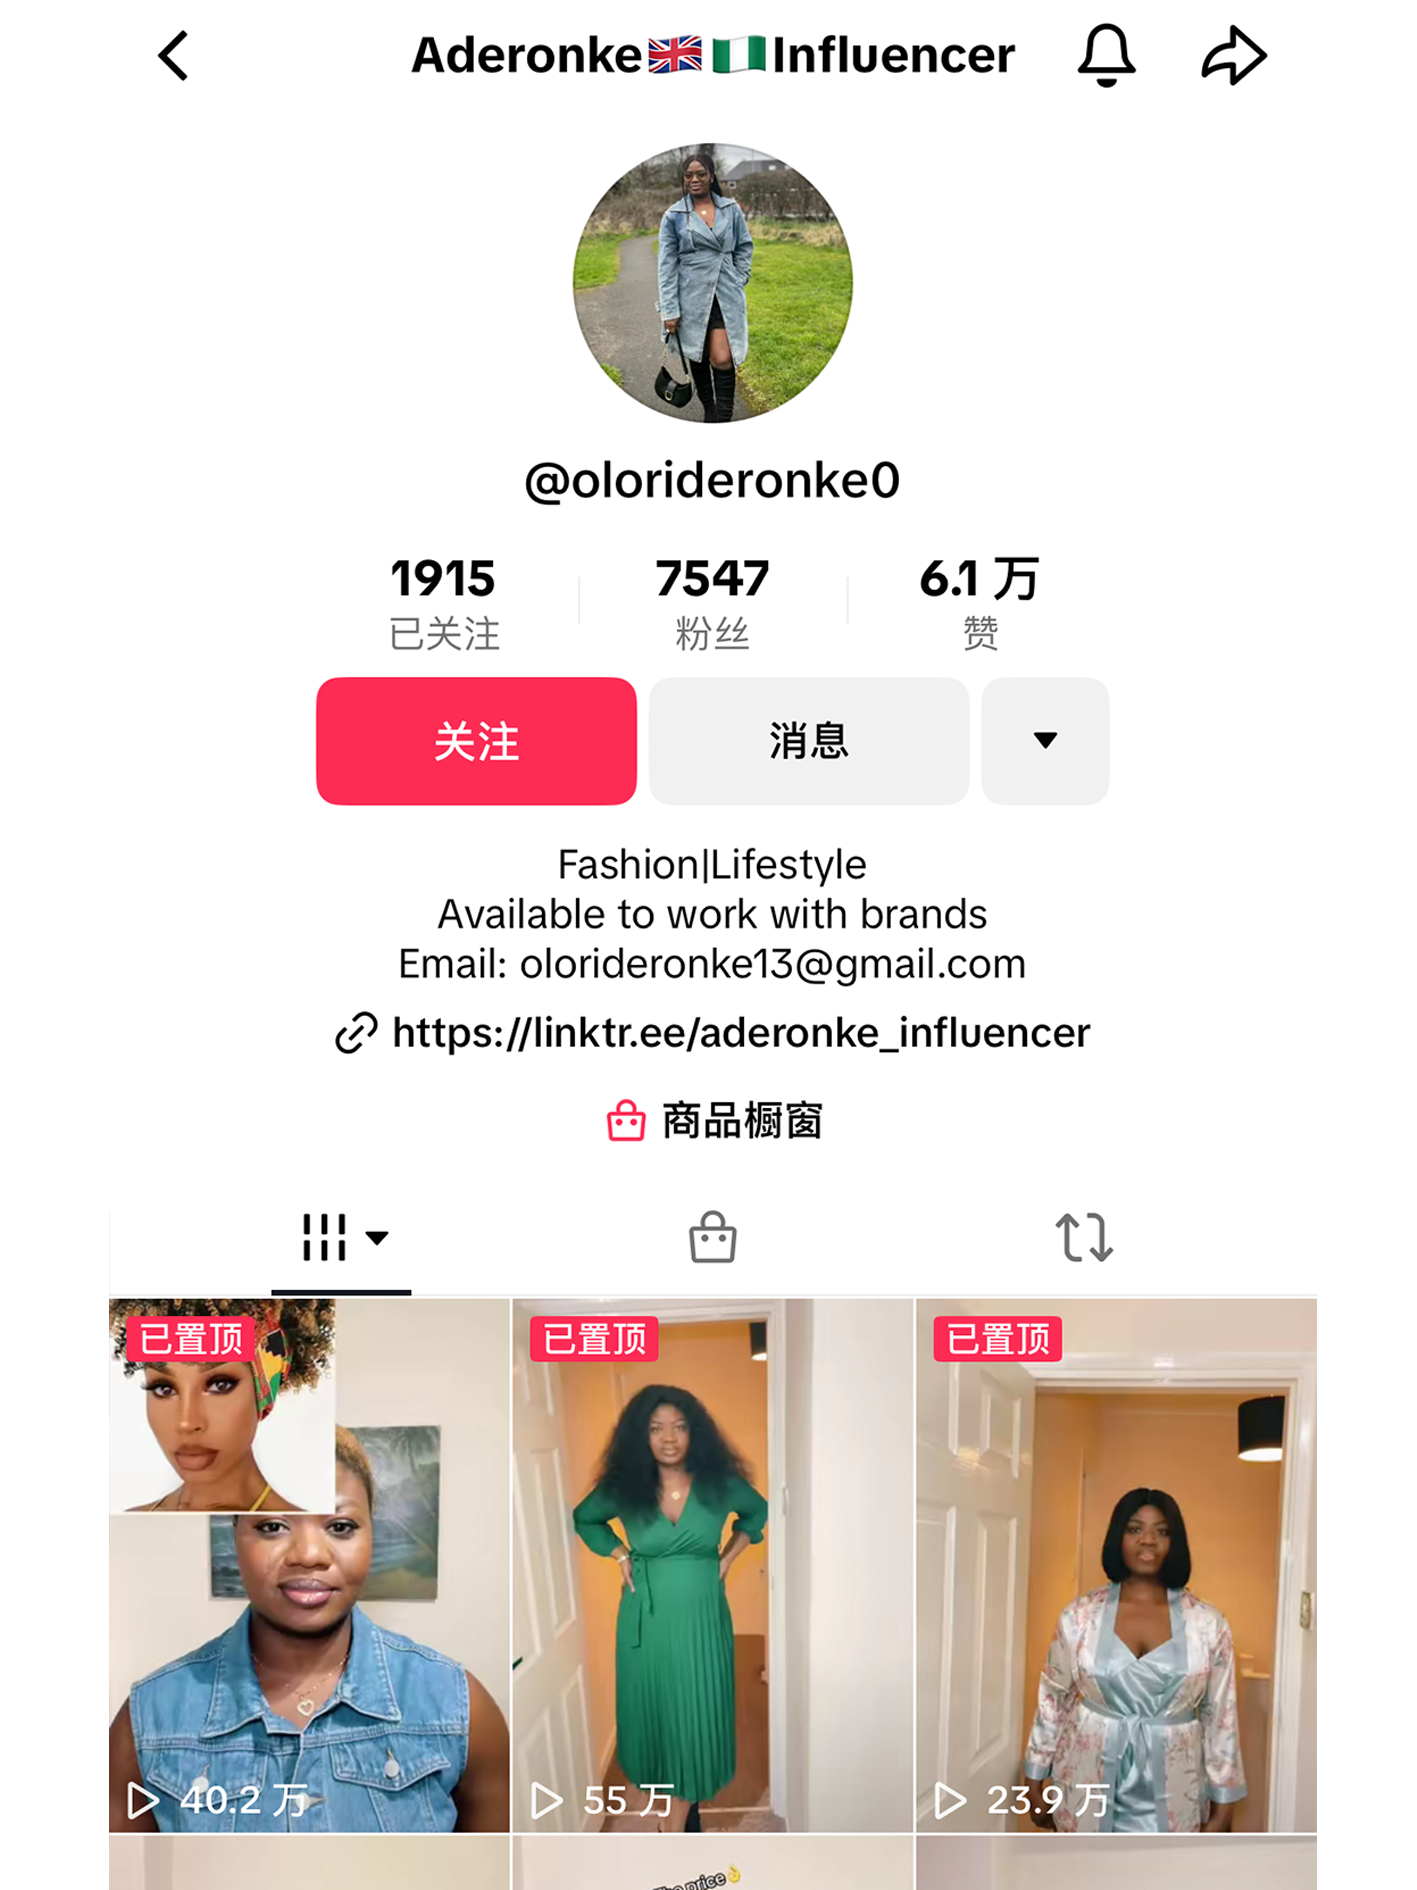 Aderonke🇬🇧🇳🇬Influencer
@olorideronke0
1915 7547 6.1 万
已关注 粉丝 赞
关注 消息
Fashion|Lifestyle
Available to work with brands
Email: olorideronke13@gmail.com
https://linktr.ee/aderonke_influencer
商品橱窗
已置顶 已置顶 已置顶
40.2 万 55 万 23.9 万
price👌